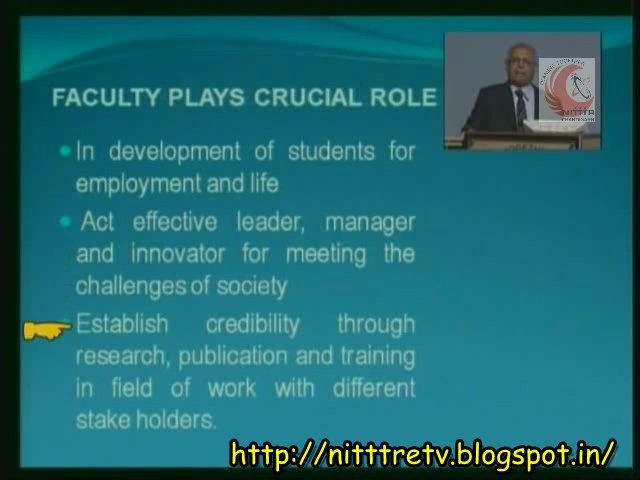 FACULTY PLAYS CRUCIAL ROLE
In development of students for
employment and life
Act effective leader, manager
and innovator for meeting the
challenges of society
Establish credibility through
research, publication and training
in field of work with different
stake holders.
http://nitttretv.blogspot.in/